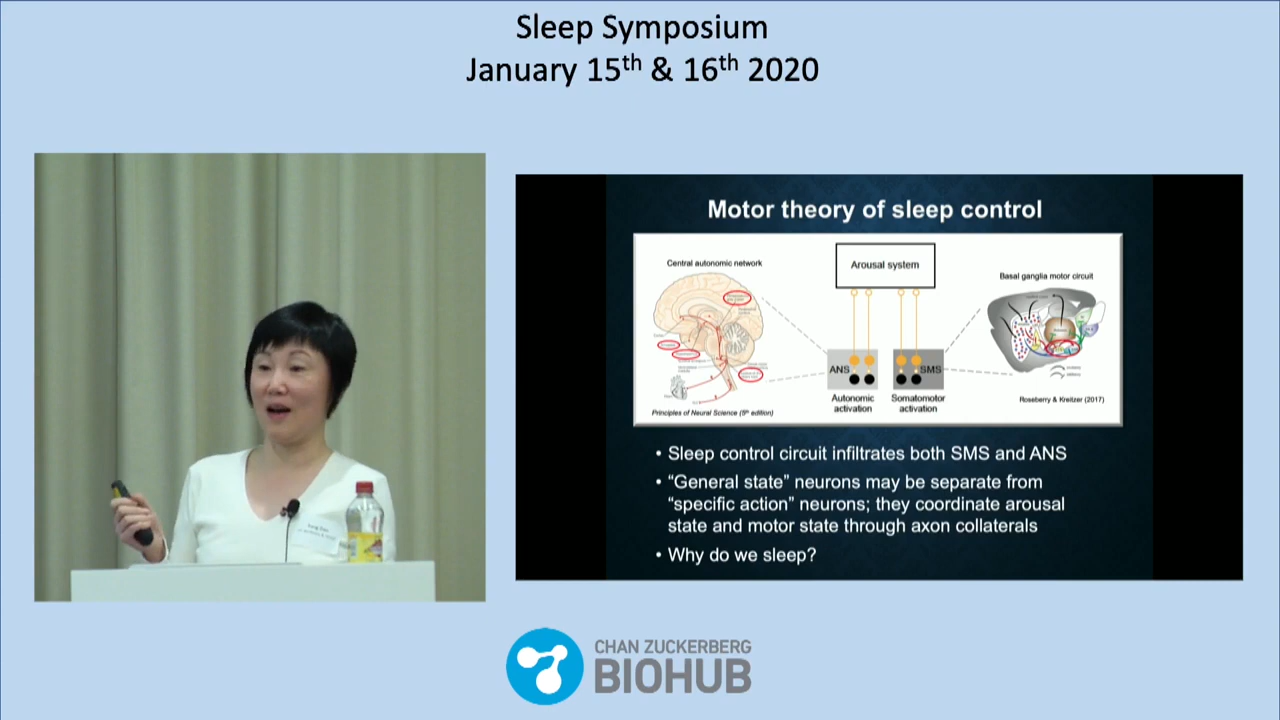 Sleep Symposium
January 15th & 16th 2020
Motor theory of sleep control
Central autonomic network
Arousal system
Basal ganglia motor circuit
ANS
SMS
Autonomic
activation
Somatomotor
activation
Principles of Neural Science (5th edition)
Roseberry & Kreitzer (2017)
• Sleep control circuit infiltrates both SMS and ANS
• “General state” neurons may be separate from
“specific action” neurons; they coordinate arousal
state and motor state through axon collaterals
• Why do we sleep?
CHAN ZUCKERBERG
BIOHUB